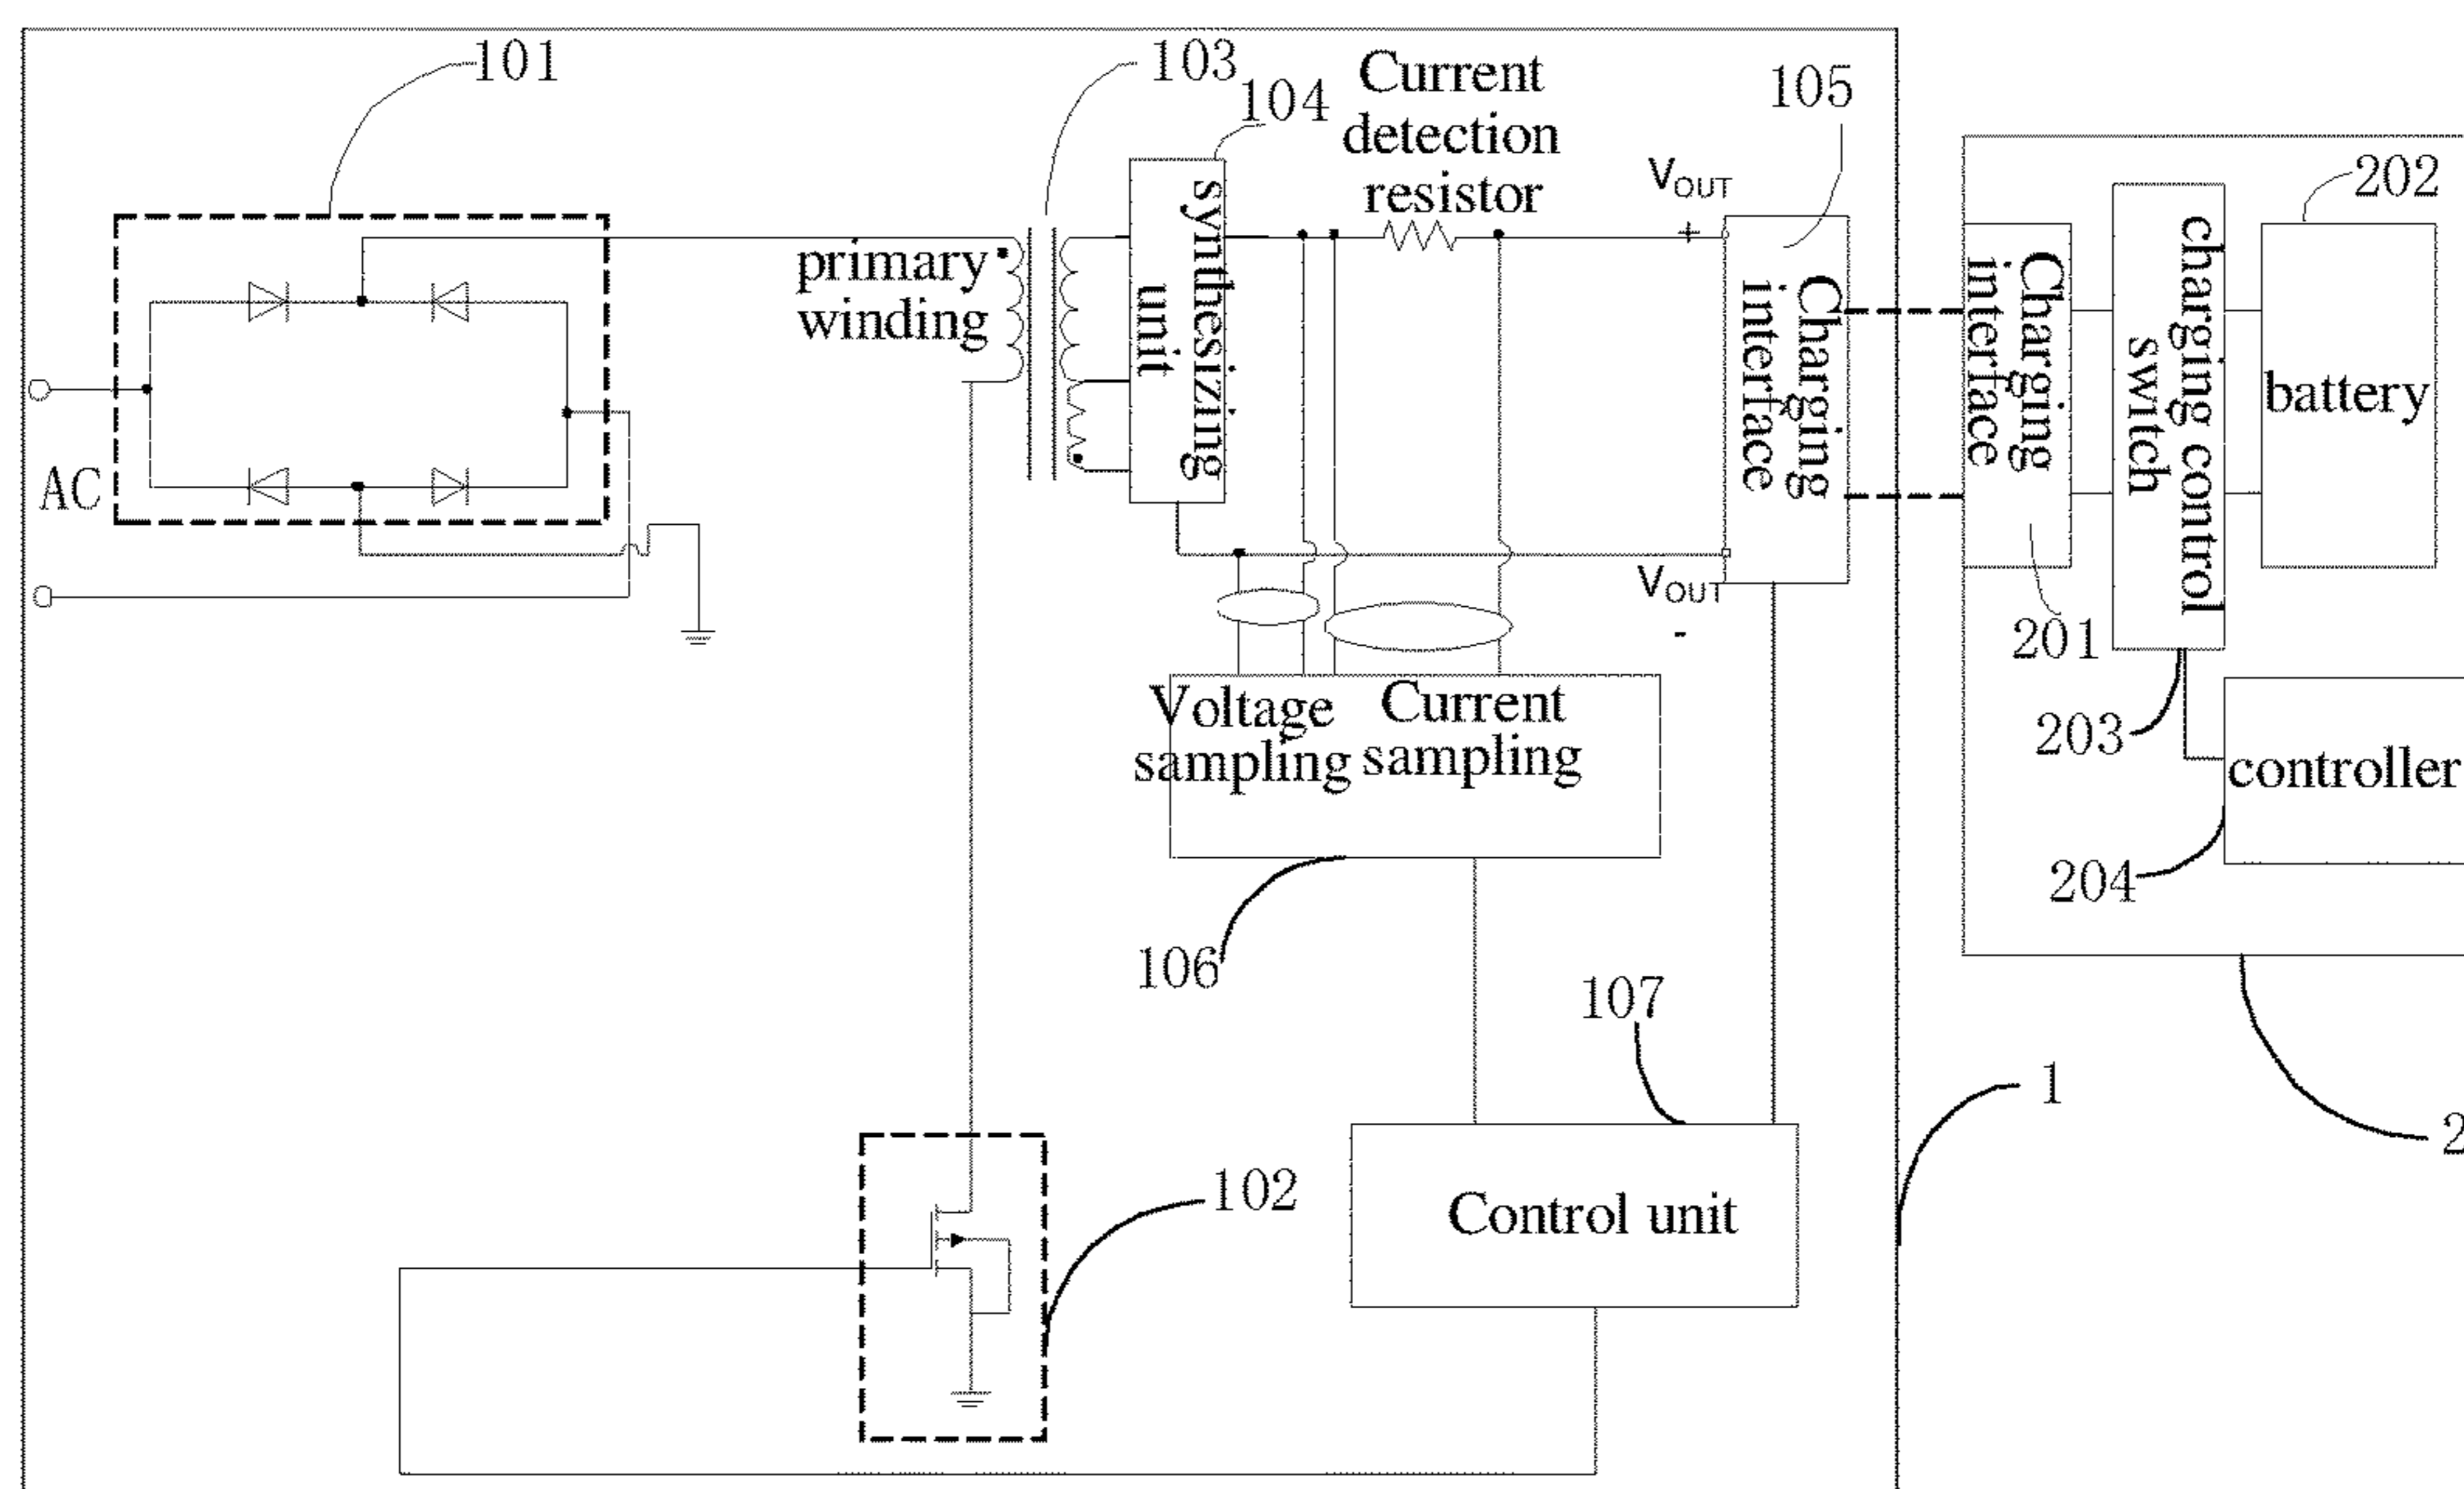 101
103
104
Current
detection
resistor
105
VOUT
+
202
primary
winding
synthesizing
unit
Charging
interface
Charging
interface
charging control
switch
battery
AC
VOUT
-
201
Voltage
sampling
Current
sampling
203
controller
204
106
107
1
2
102
Control unit